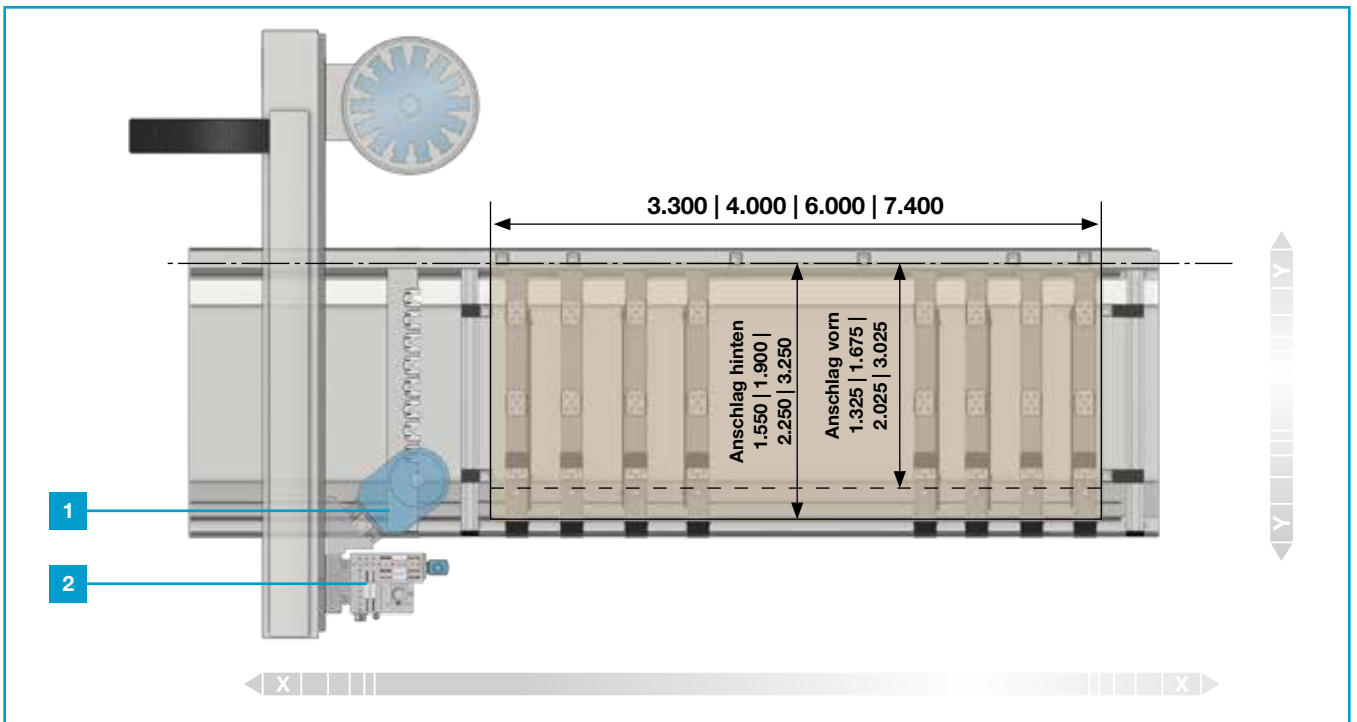 3.300 | 4.000 | 6.000 | 7.400
Anschlag hinten
1.550 | 1.900 |
2.250 | 3.250
Anschlag vorn
1.325 | 1.675 |
2.025 | 3.025
Y
Y
1
2
X
X